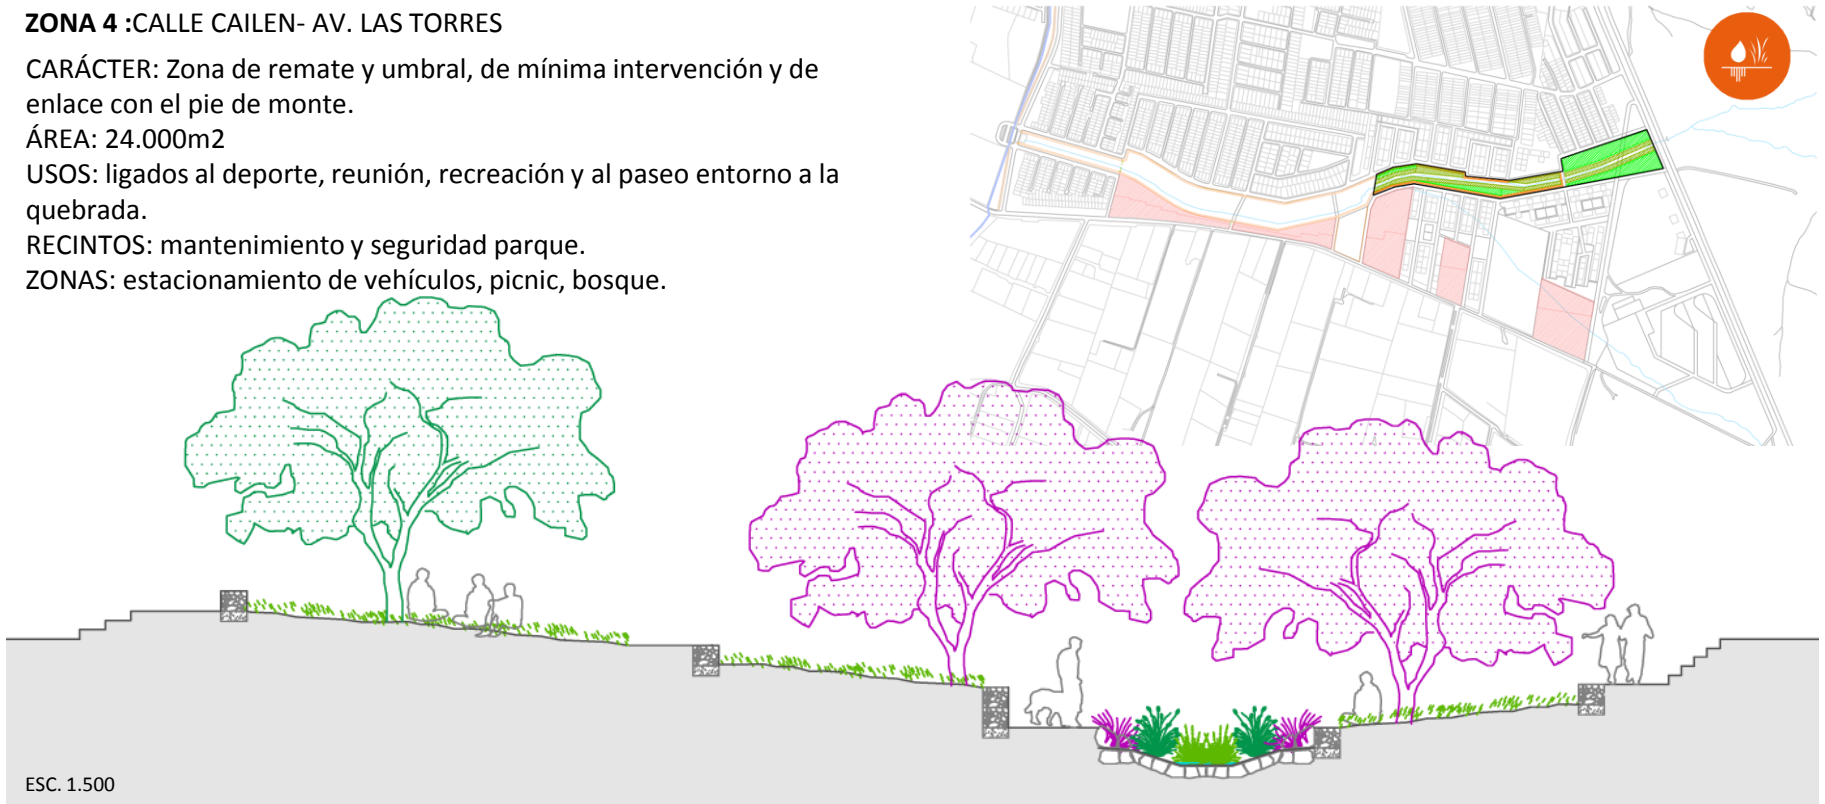 ZONA 4 :CALLE CAILEN- AV. LAS TORRES
CARÁCTER: Zona de remate y umbral, de mínima intervención y de
enlace con el pie de monte.
ÁREA: 24.000m2
USOS: ligados al deporte, reunión, recreación y al paseo entorno a la
quebrada.
RECINTOS: mantenimiento y seguridad parque.
ZONAS: estacionamiento de vehículos, picnic, bosque.
ESC. 1.500